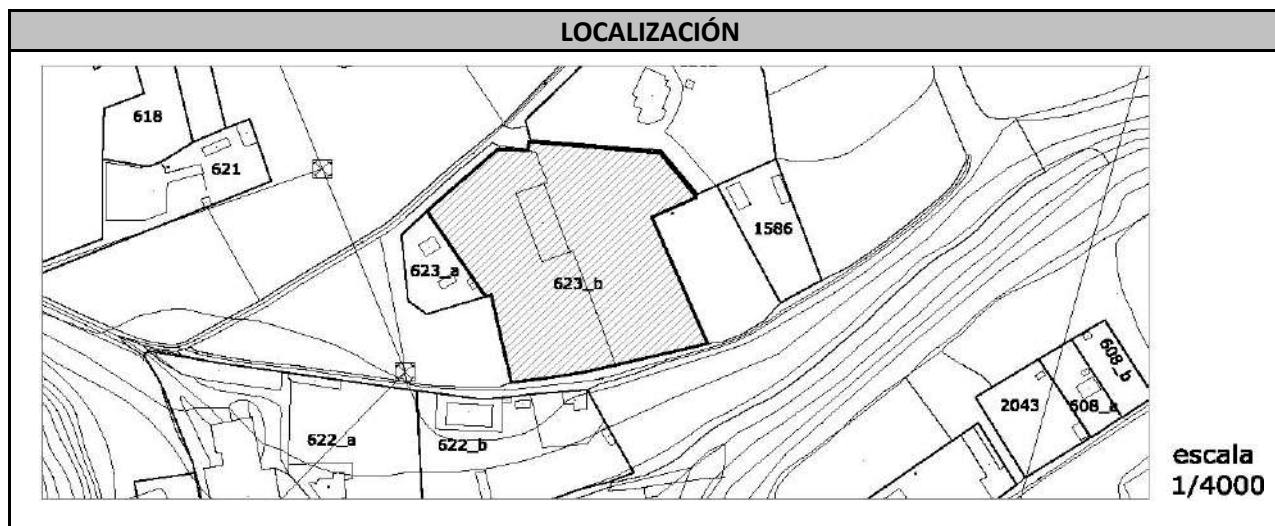 LOCALIZACIÓN
618
621
1586
623_a
623_b
608_b
2043
608_a
622_a
622_b
escala
1/4000